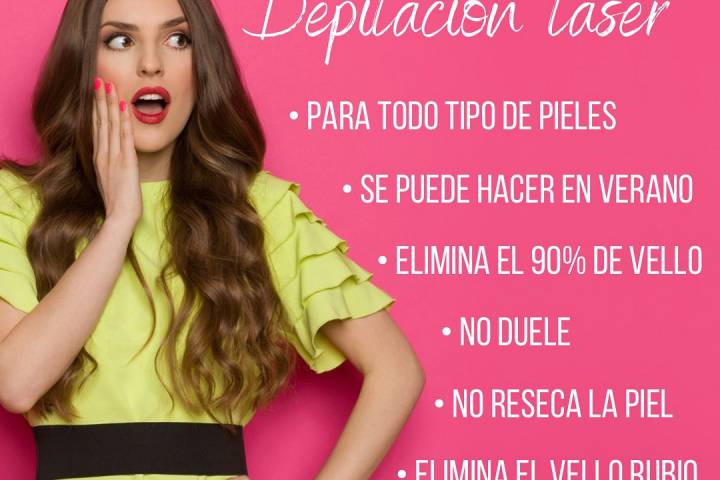 Depilación láser
• PARA TODO TIPO DE PIELES
• SE PUEDE HACER EN VERANO
• ELIMINA EL 90% DE VELLO
• NO DUELE
• NO RESECA LA PIEL
• ELIMINA EL VELLO RUBIO